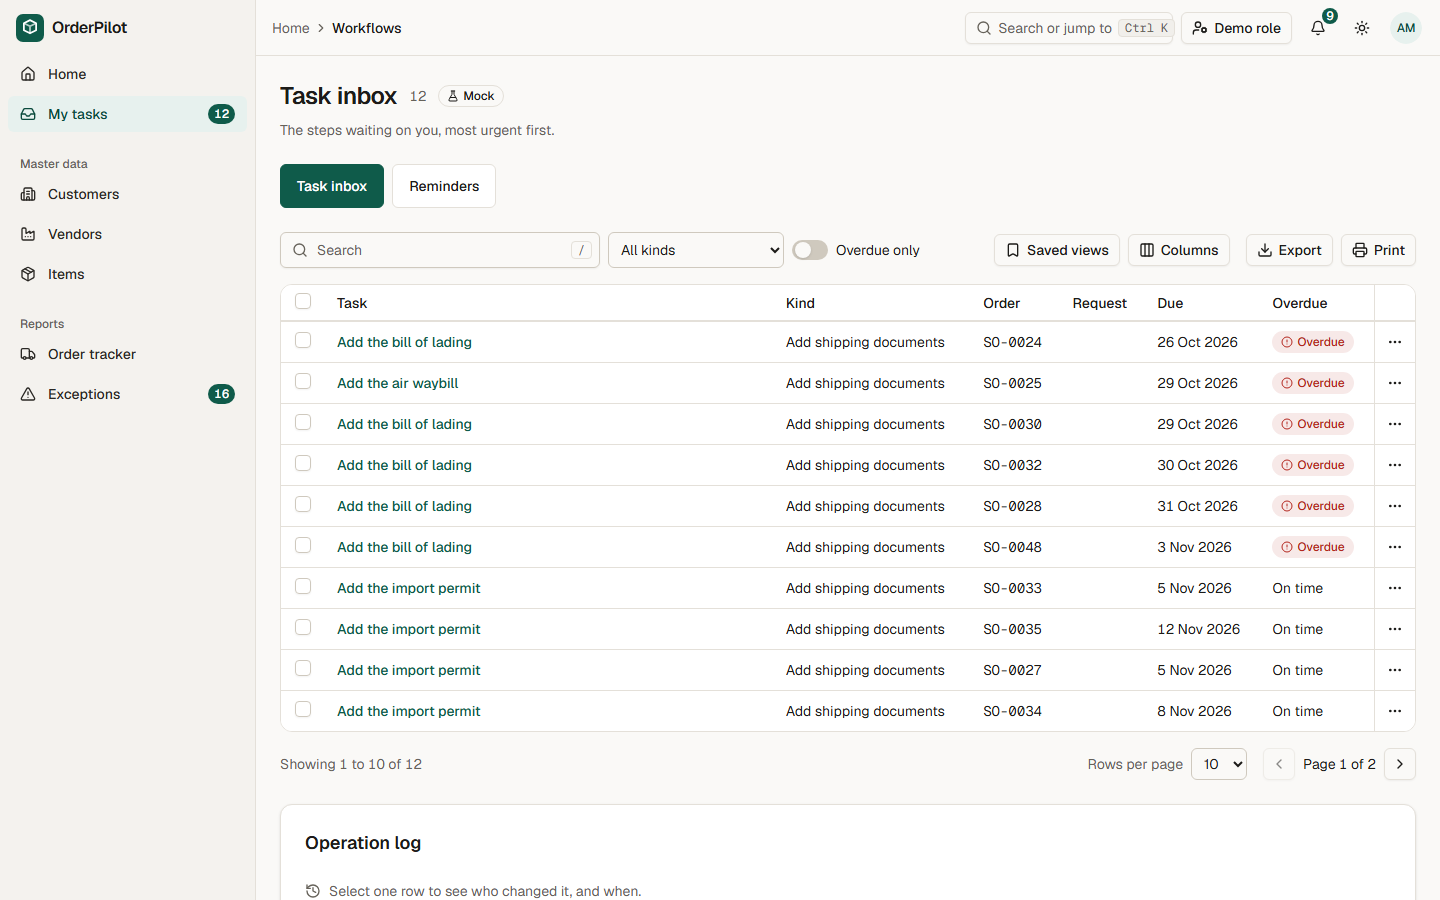 OrderPilot
Home
My tasks 12
Master data
Customers
Vendors
Items
Reports
Order tracker
Exceptions 16
Home > Workflows
Search or jump to Ctrl K
Demo role
9
AM
Task inbox 12 Mock
The steps waiting on you, most urgent first.
Task inbox Reminders
Search / All kinds Overdue only Saved views Columns Export Print
Task Kind Order Request Due Overdue
Add the bill of lading Add shipping documents SO-0024 26 Oct 2026 Overdue
Add the air waybill Add shipping documents SO-0025 29 Oct 2026 Overdue
Add the bill of lading Add shipping documents SO-0030 29 Oct 2026 Overdue
Add the bill of lading Add shipping documents SO-0032 30 Oct 2026 Overdue
Add the bill of lading Add shipping documents SO-0028 31 Oct 2026 Overdue
Add the bill of lading Add shipping documents SO-0048 3 Nov 2026 Overdue
Add the import permit Add shipping documents SO-0033 5 Nov 2026 On time
Add the import permit Add shipping documents SO-0035 12 Nov 2026 On time
Add the import permit Add shipping documents SO-0027 5 Nov 2026 On time
Add the import permit Add shipping documents SO-0034 8 Nov 2026 On time
Showing 1 to 10 of 12 Rows per page 10 Page 1 of 2
Operation log
Select one row to see who changed it, and when.